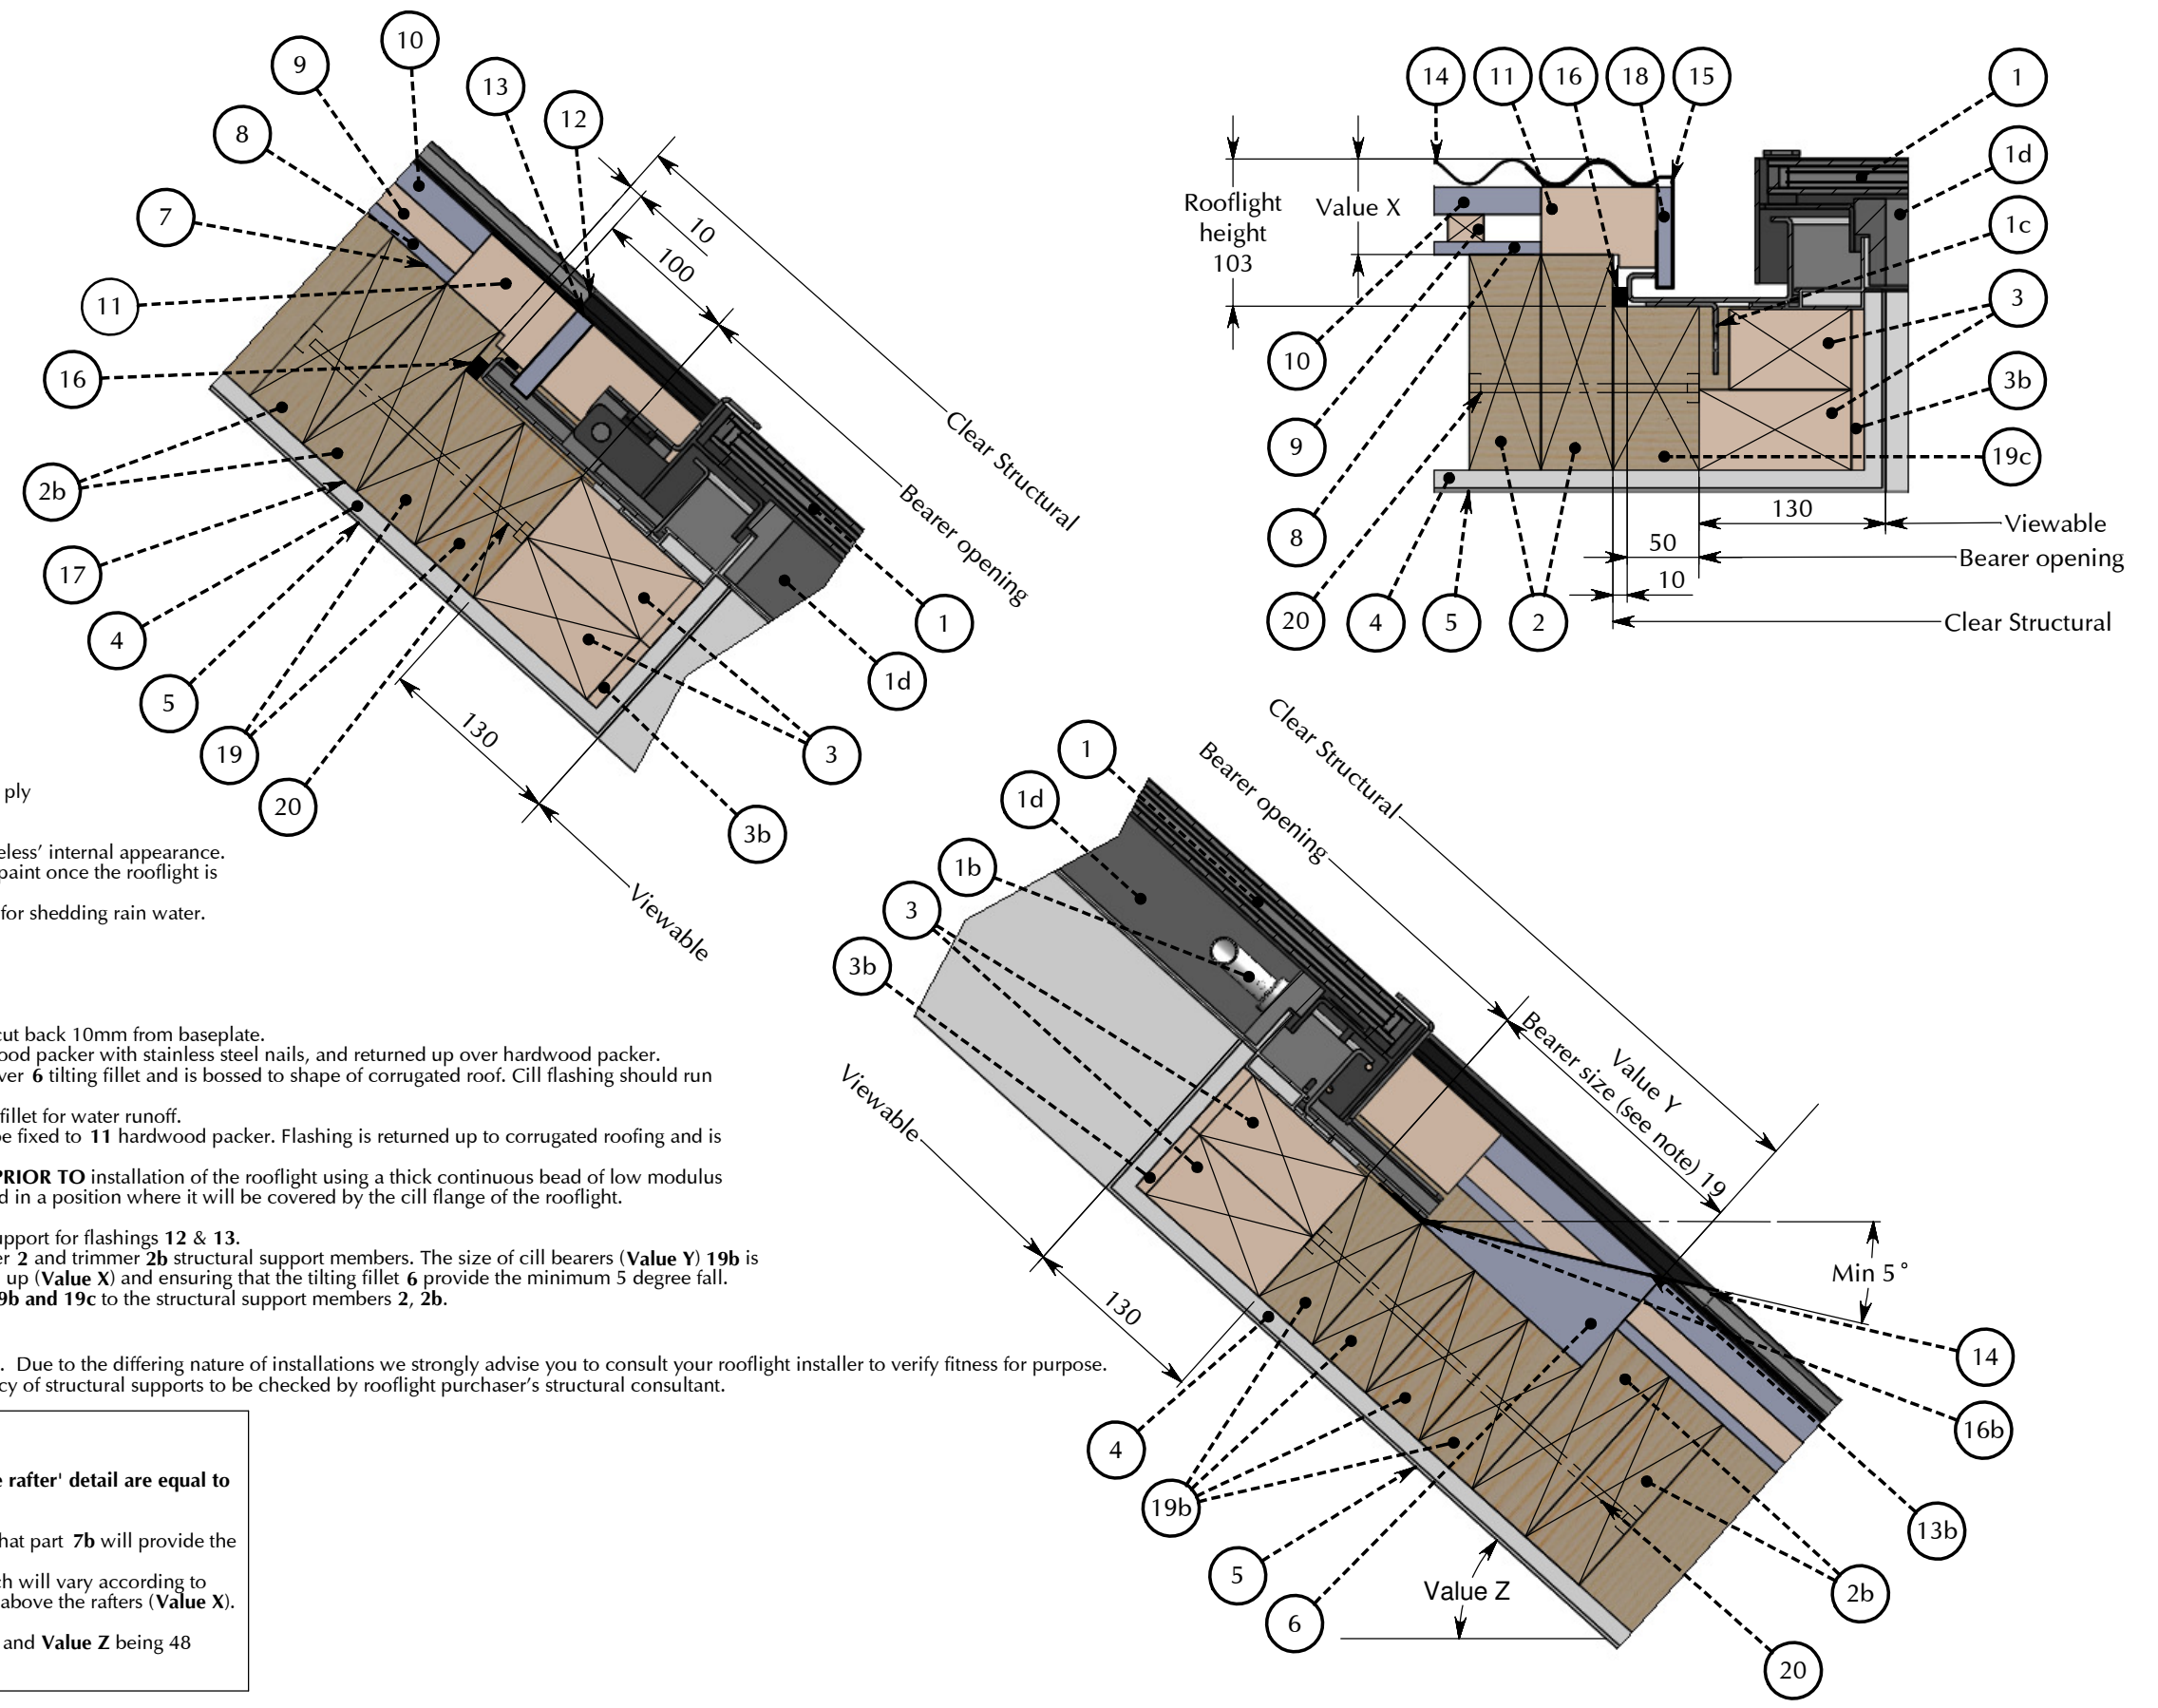 10
9
13
12
8
7
11
16
2b
17
4
5
19
20
3b
3
1d
1
10
100
Clear Structural
Bearer opening
130
Viewable
14
11
16
18
15
1
1d
1c
3
3b
19c
Rooflight
height
103
Value X
10
9
8
20
4
5
2
130
Viewable
50
Bearer opening
10
Clear Structural
ply
eless' internal appearance.
paint once the rooflight is
for shedding rain water.
cut back 10mm from baseplate.
ood packer with stainless steel nails, and returned up over hardwood packer.
ver 6 tilting fillet and is bossed to shape of corrugated roof. Cill flashing should run
fillet for water runoff.
be fixed to 11 hardwood packer. Flashing is returned up to corrugated roofing and is
PRIOR TO installation of the rooflight using a thick continuous bead of low modulus
d in a position where it will be covered by the cill flange of the rooflight.
upport for flashings 12 & 13.
er 2 and trimmer 2b structural support members. The size of cill bearers (Value Y) 19b is
up (Value X) and ensuring that the tilting fillet 6 provide the minimum 5 degree fall.
9b and 19c to the structural support members 2, 2b.
. Due to the differing nature of installations we strongly advise you to consult your rooflight installer to verify fitness for purpose.
cy of structural supports to be checked by rooflight purchaser's structural consultant.
e rafter' detail are equal to
hat part 7b will provide the
ch will vary according to
above the rafters (Value X).
and Value Z being 48
1
1d
1b
3
3b
Clear Structural
Bearer opening
Value Y
Bearer size (see note) 19
Viewable
130
Min 5°
14
16b
13b
2b
20
4
19b
5
6
Value Z